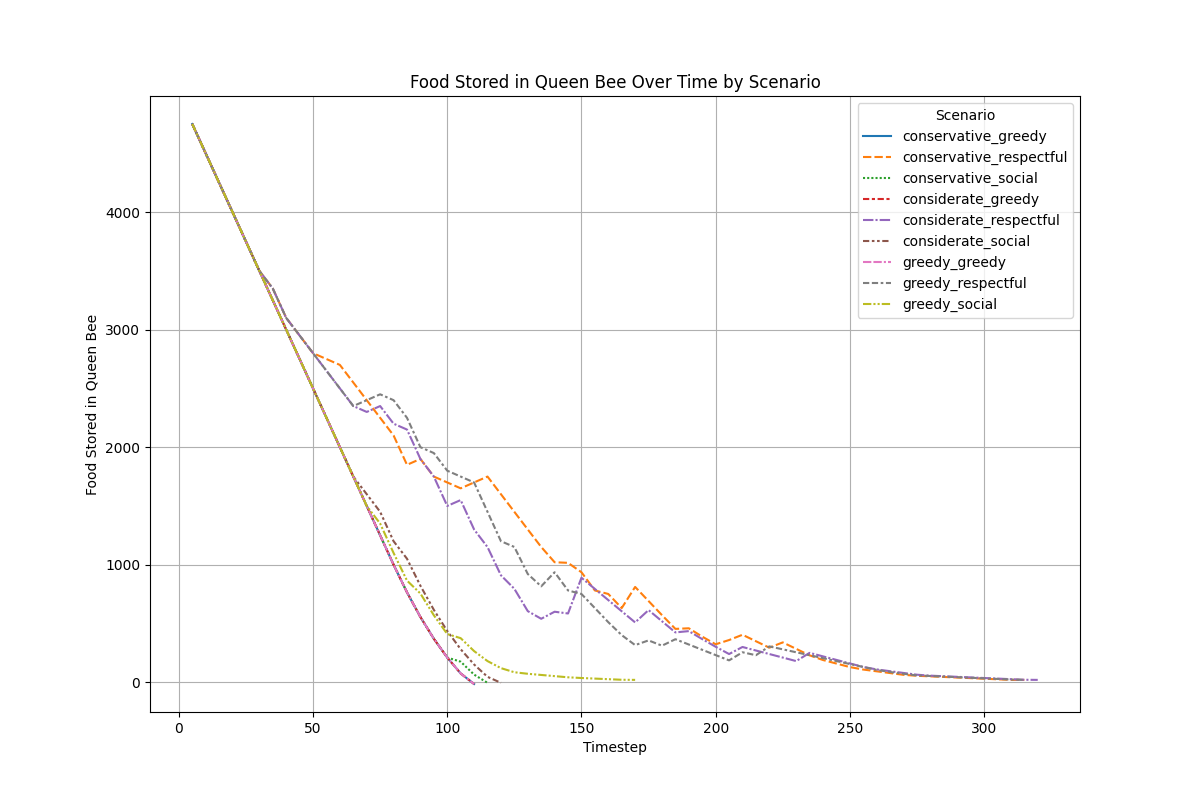 Food Stored in Queen Bee Over Time by Scenario
Scenario
conservative_greedy
conservative_respectful
conservative_social
considerate_greedy
considerate_respectful
considerate_social
greedy_greedy
greedy_respectful
greedy_social
Food Stored in Queen Bee
4000
3000
2000
1000
0
0 50 100 150 200 250 300
Timestep